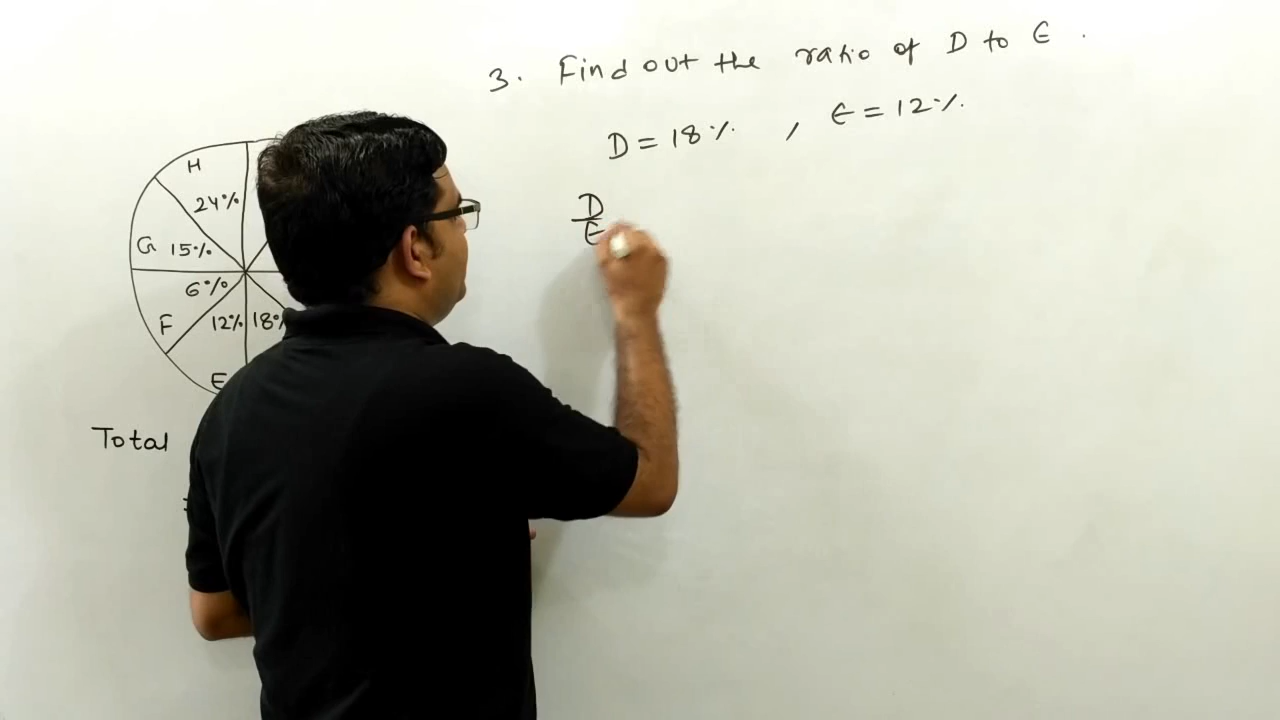 3. Find out the ratio of D to E.
D = 18% , E = 12%
D
E
H
24%
G 15%
6%
F 12% 18%
E
Total